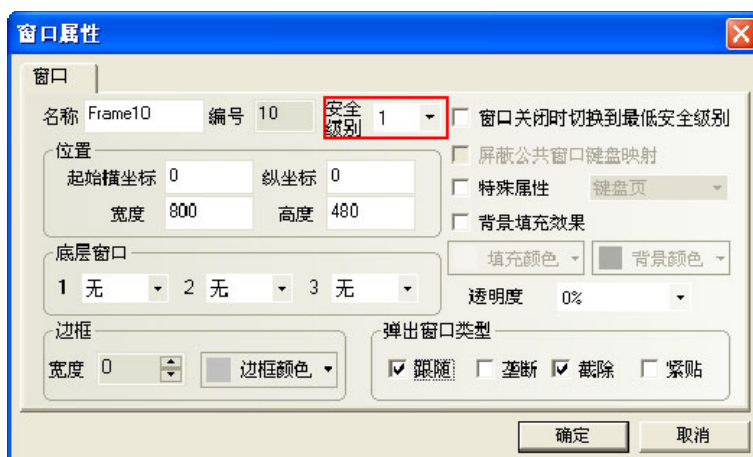 窗口属性
窗口
名称 Frame10 编号 10 安全级别 1 窗口关闭时切换到最低安全级别
位置 屏蔽公共窗口键盘映射
起始横坐标 0 纵坐标 0 特殊属性 键盘页
宽度 800 高度 480 背景填充效果
底层窗口 填充颜色 背景颜色
1 无 2 无 3 无 透明度 0%
边框 弹出窗口类型
宽度 0 边框颜色 跟随 垄断 截除 紧贴
确定 取消